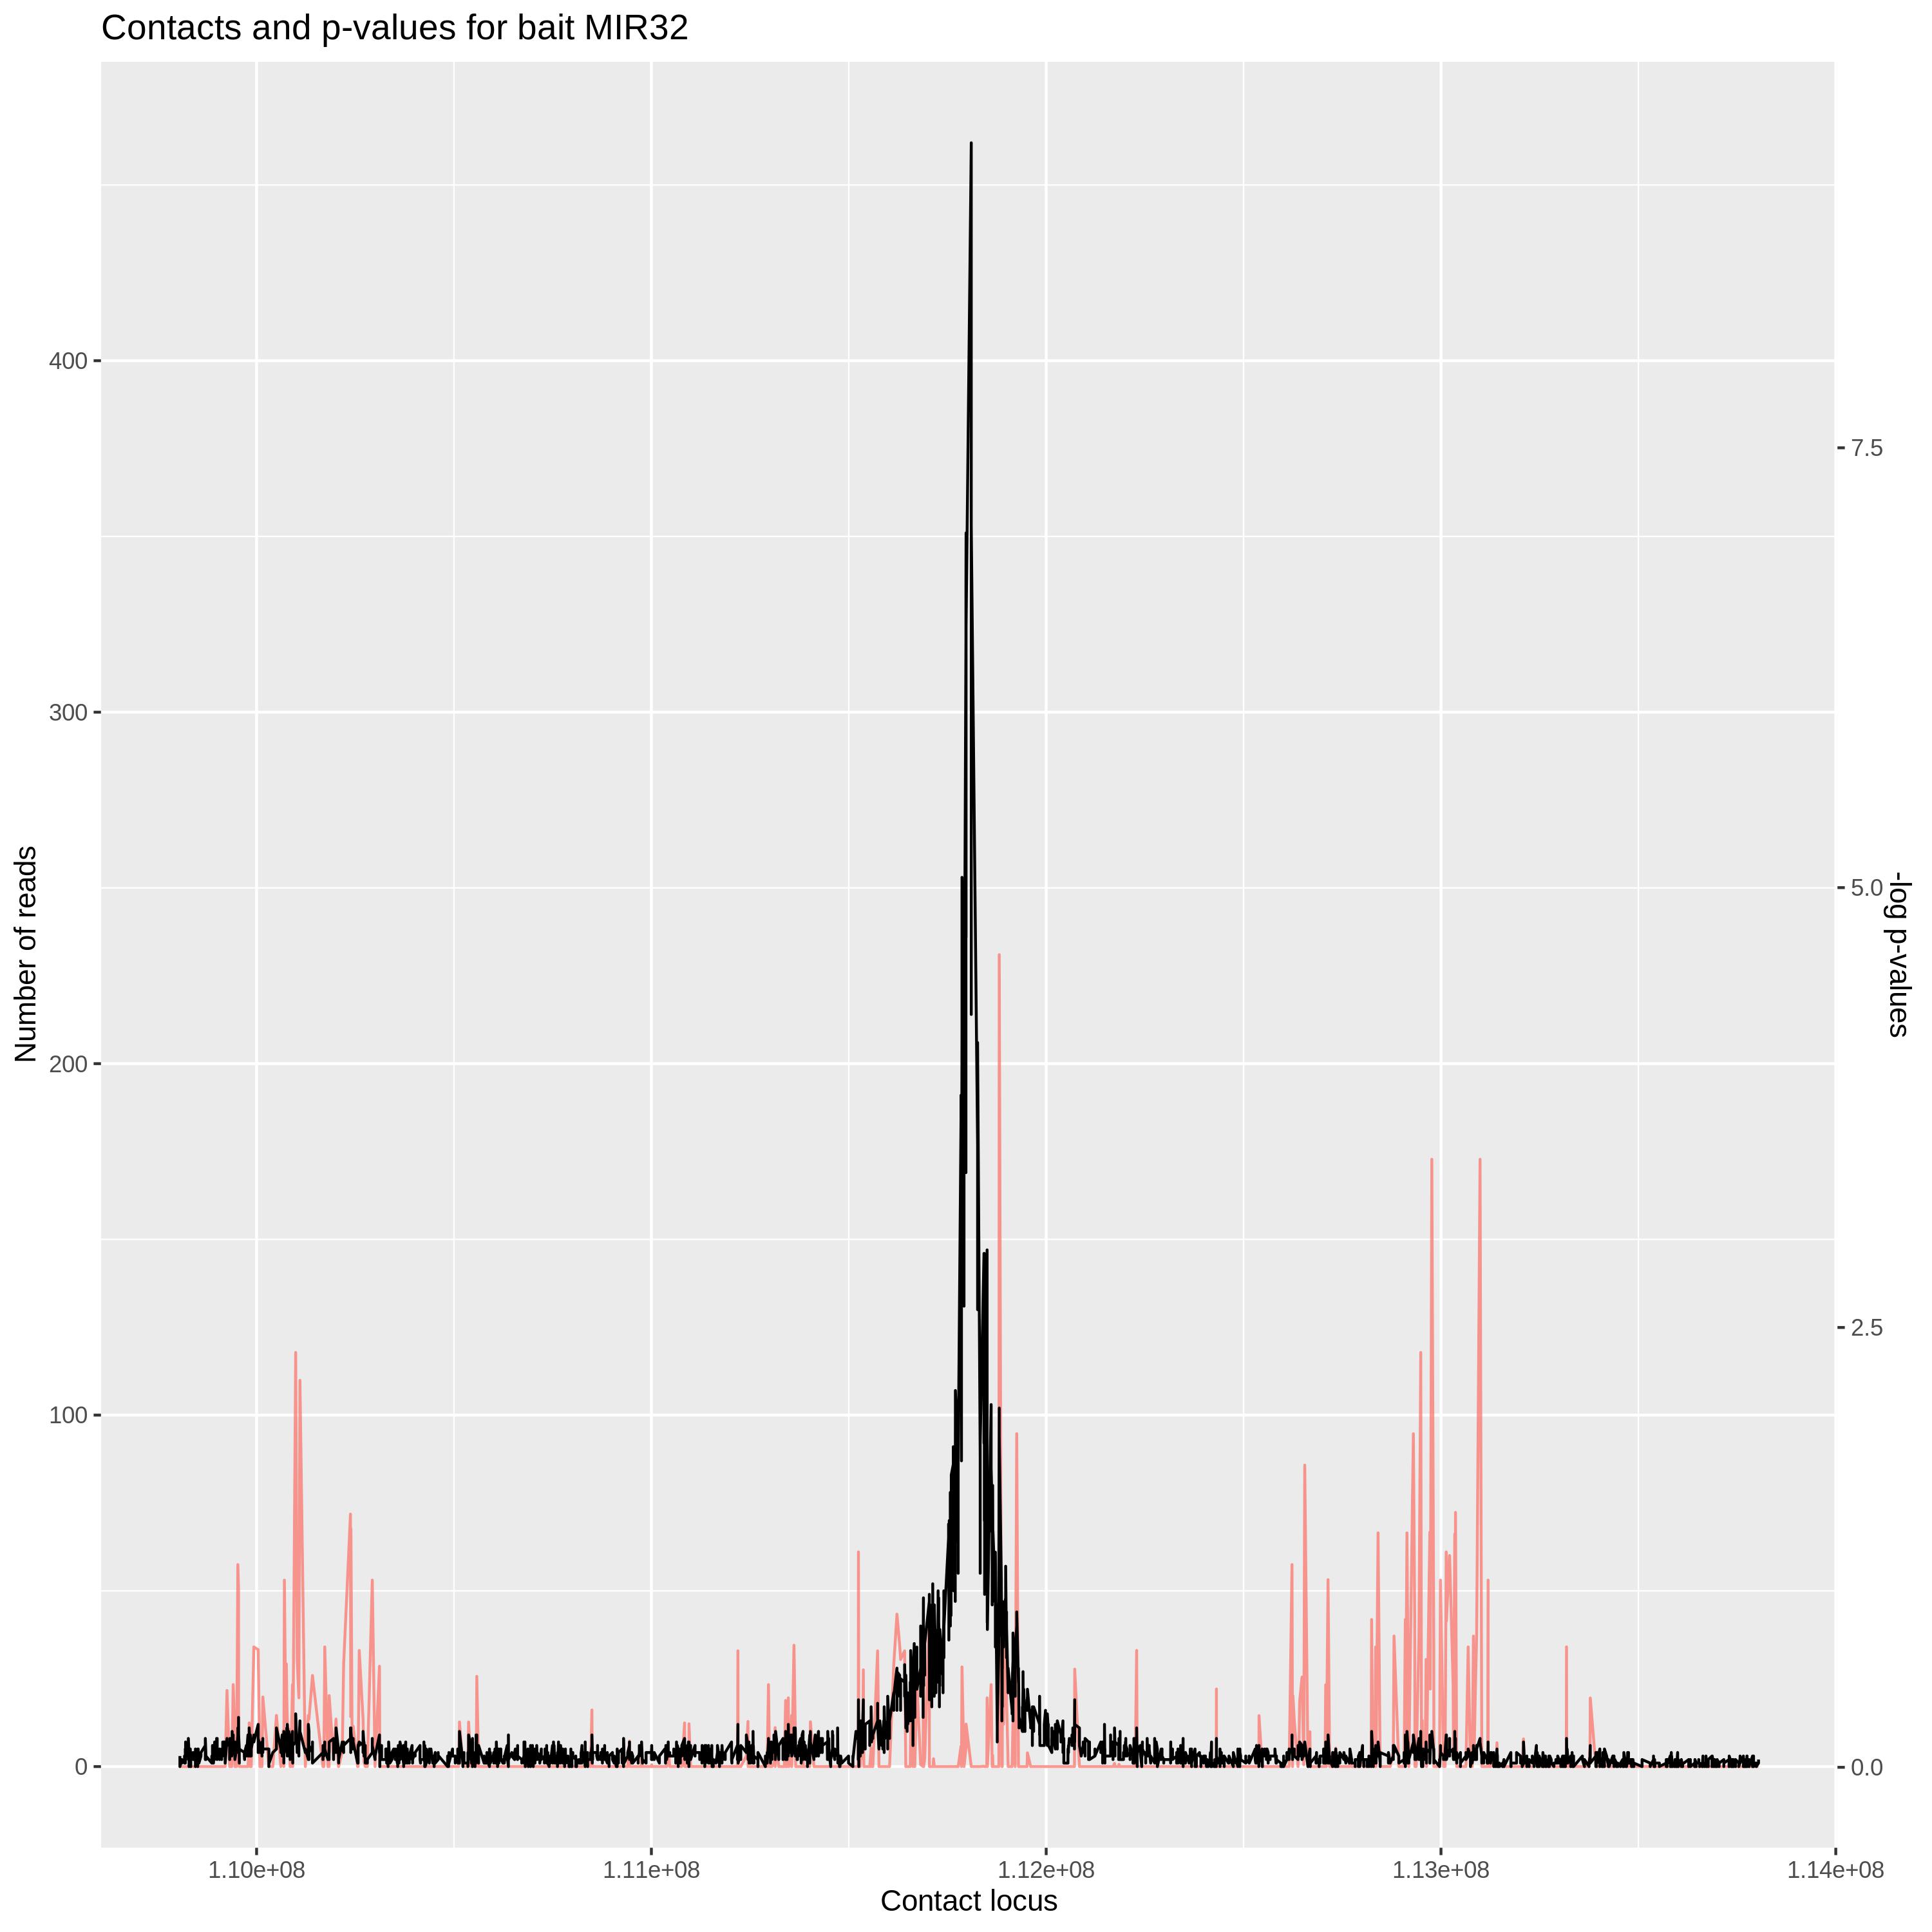 Contacts and p-values for bait MIR32
Number of reads
400
300
200
100
0
7.5
5.0
2.5
0.0
-log p-values
1.10e+08
1.11e+08
1.12e+08
1.13e+08
1.14e+08
Contact locus